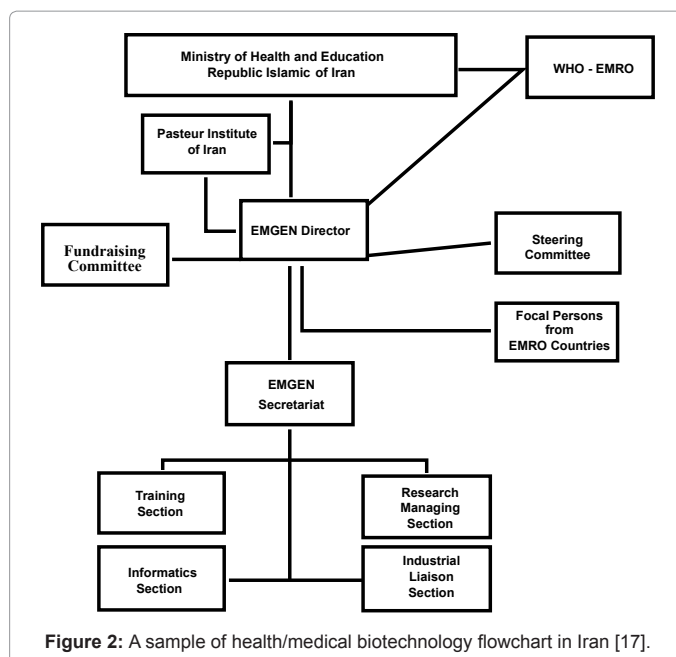 Ministry of Health and Education
Republic Islamic of Iran
WHO - EMRO
Pasteur Institute
of Iran
EMGEN Director
Fundraising
Committee
Steering
Committee
Focal Persons
from
EMRO Countries
EMGEN
Secretariat
Training
Section
Research
Managing
Section
Informatics
Section
Industrial
Liaison
Section
Figure 2: A sample of health/medical biotechnology flowchart in Iran [17].